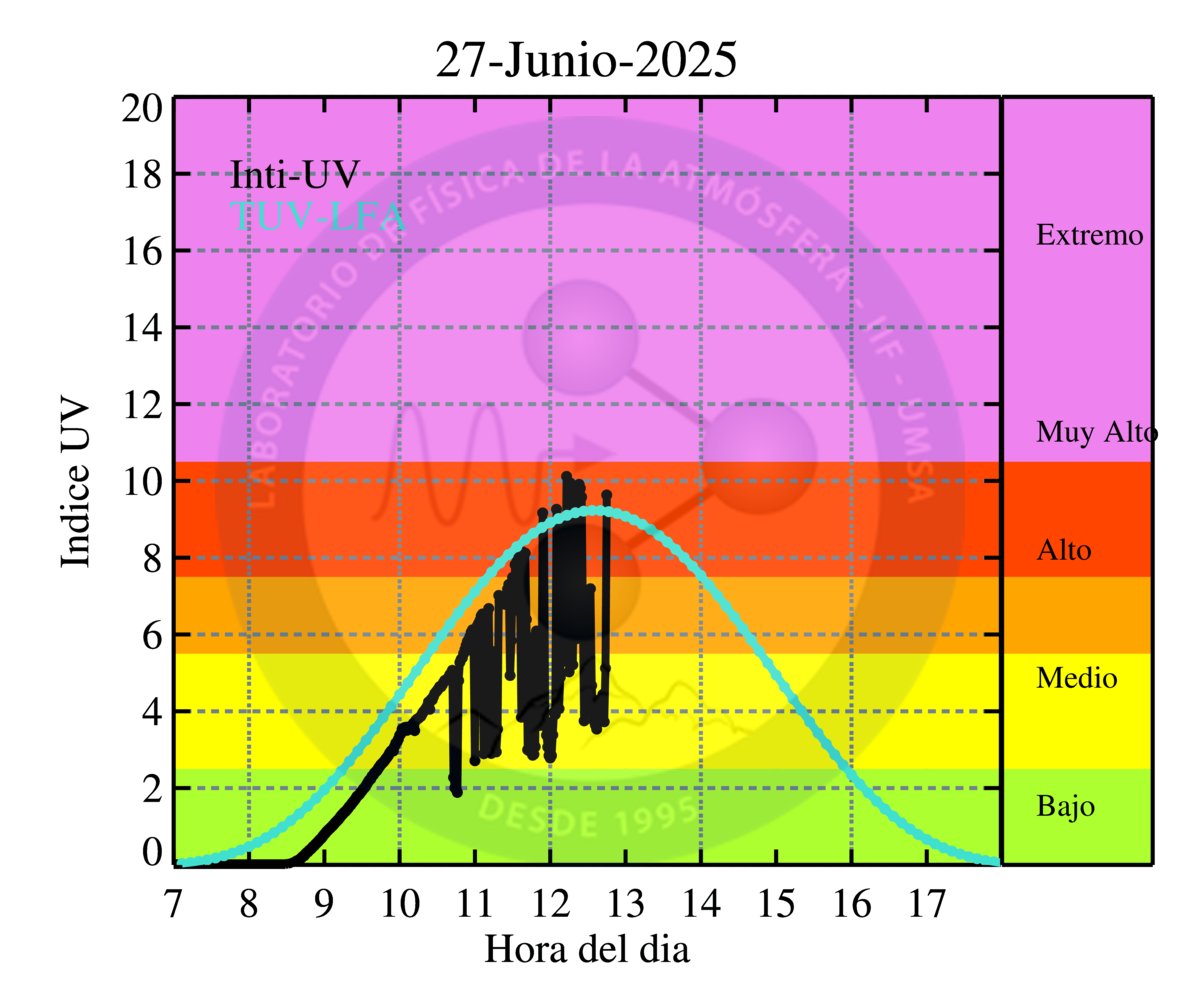 27-Junio-2025
Inti-UV
TUV-LFA
LABORATORIO DE FÍSICA DE LA ATMÓSFERA - IIF - UMSA
DESDE 1995
Indice UV
20
18
16
14
12
10
8
6
4
2
0
Extremo
Muy Alto
Alto
Medio
Bajo
7 8 9 10 11 12 13 14 15 16 17
Hora del dia